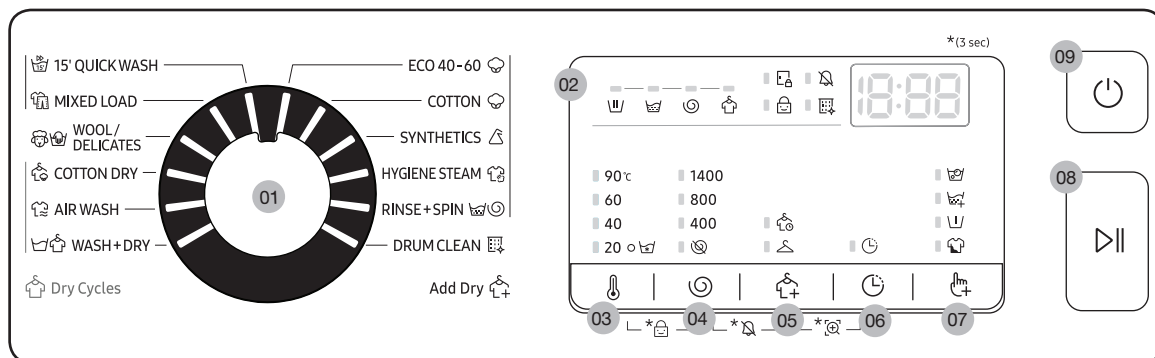 *(3 sec)
09
02
15' QUICK WASH
ECO 40-60
MIXED LOAD
COTTON
WOOL /
DELICATES
SYNTHETICS
COTTON DRY
HYGIENE STEAM
AIR WASH
RINSE+SPIN
WASH+DRY
DRUM CLEAN
Dry Cycles
Add Dry
01
18:88
90℃ 1400
60 800
40 400
20
08
03 04 05 06 07
* * *